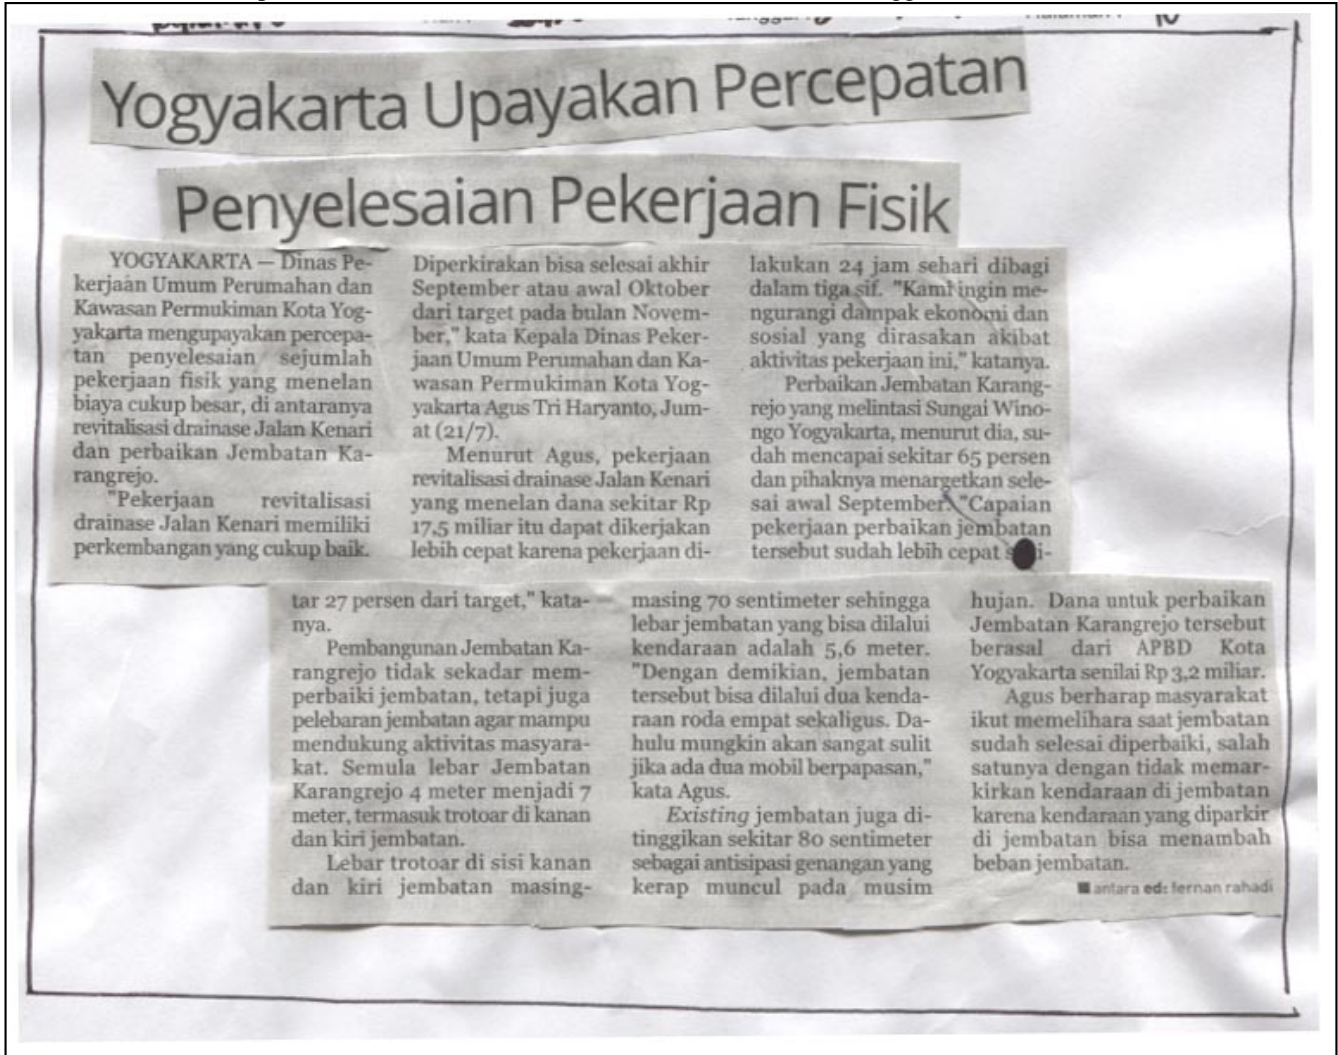 Yogyakarta Upayakan Percepatan
Penyelesaian Pekerjaan Fisik
YOGYAKARTA — Dinas Pe-
kerjaan Umum Perumahan dan
Kawasan Permukiman Kota Yog-
yakarta mengupayakan percepa-
tan penyelesaian sejumlah
pekerjaan fisik yang menelan
biaya cukup besar, di antaranya
revitalisasi drainase Jalan Kenari
dan perbaikan Jembatan Ka-
rangrejo.
"Pekerjaan revitalisasi
drainase Jalan Kenari memiliki
perkembangan yang cukup baik.
Diperkirakan bisa selesai akhir
September atau awal Oktober
dari target pada bulan Novem-
ber," kata Kepala Dinas Peker-
jaan Umum Perumahan dan Ka-
wasan Permukiman Kota Yog-
yakarta Agus Tri Haryanto, Jum-
at (21/7).
Menurut Agus, pekerjaan
revitalisasi drainase Jalan Kenari
yang menelan dana sekitar Rp
17,5 miliar itu dapat dikerjakan
lebih cepat karena pekerjaan di-
lakukan 24 jam sehari dibagi
dalam tiga sif. "Kami ingin me-
ngurangi dampak ekonomi dan
sosial yang dirasakan akibat
aktivitas pekerjaan ini," katanya.
Perbaikan Jembatan Karang-
rejo yang melintasi Sungai Wino-
ngo Yogyakarta, menurut dia, su-
dah mencapai sekitar 65 persen
dan pihaknya menargetkan sele-
sai awal September. "Capaian
pekerjaan perbaikan jembatan
tersebut sudah lebih cepat
tar 27 persen dari target," kata-
nya.
Pembangunan Jembatan Ka-
rangrejo tidak sekadar mem-
perbaiki jembatan, tetapi juga
pelebaran jembatan agar mampu
mendukung aktivitas masyara-
kat. Semula lebar Jembatan
Karangrejo 4 meter menjadi 7
meter, termasuk trotoar di kanan
dan kiri jembatan.
Lebar trotoar di sisi kanan
dan kiri jembatan masing-
masing 70 sentimeter sehingga
lebar jembatan yang bisa dilalui
kendaraan adalah 5,6 meter.
"Dengan demikian, jembatan
tersebut bisa dilalui dua kenda-
raan roda empat sekaligus. Da-
hulu mungkin akan sangat sulit
jika ada dua mobil berpapasan,"
kata Agus.
Existing jembatan juga di-
tinggikan sekitar 80 sentimeter
sebagai antisipasi genangan yang
kerap muncul pada musim
hujan. Dana untuk perbaikan
Jembatan Karangrejo tersebut
berasal dari APBD Kota
Yogyakarta senilai Rp 3,2 miliar.
Agus berharap masyarakat
ikut memelihara saat jembatan
sudah selesai diperbaiki, salah
satunya dengan tidak memar-
kirkan kendaraan di jembatan
karena kendaraan yang diparkir
di jembatan bisa menambah
beban jembatan.
■ antara ed: fernan rahadi